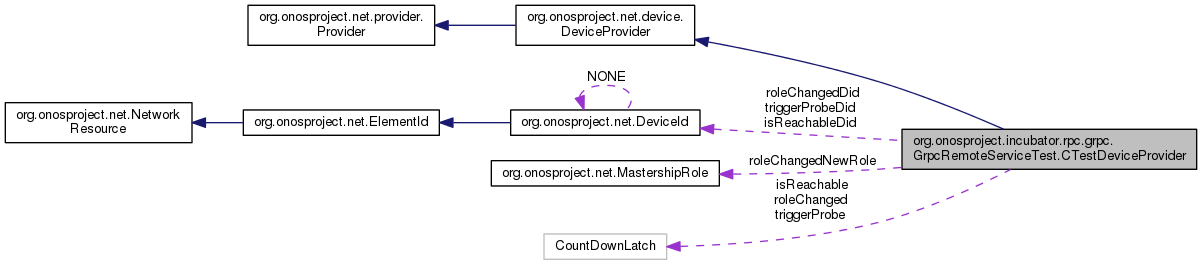 org.onosproject.net.provider.
Provider
org.onosproject.net.device.
DeviceProvider
NONE
org.onosproject.net.Network
Resource
org.onosproject.net.ElementId
org.onosproject.net.DeviceId
roleChangedDid
triggerProbeDid
isReachableDid
org.onosproject.incubator.rpc.grpc.
GrpcRemoteServiceTest.CTestDeviceProvider
org.onosproject.net.MastershipRole
roleChangedNewRole
isReachable
roleChanged
triggerProbe
CountDownLatch